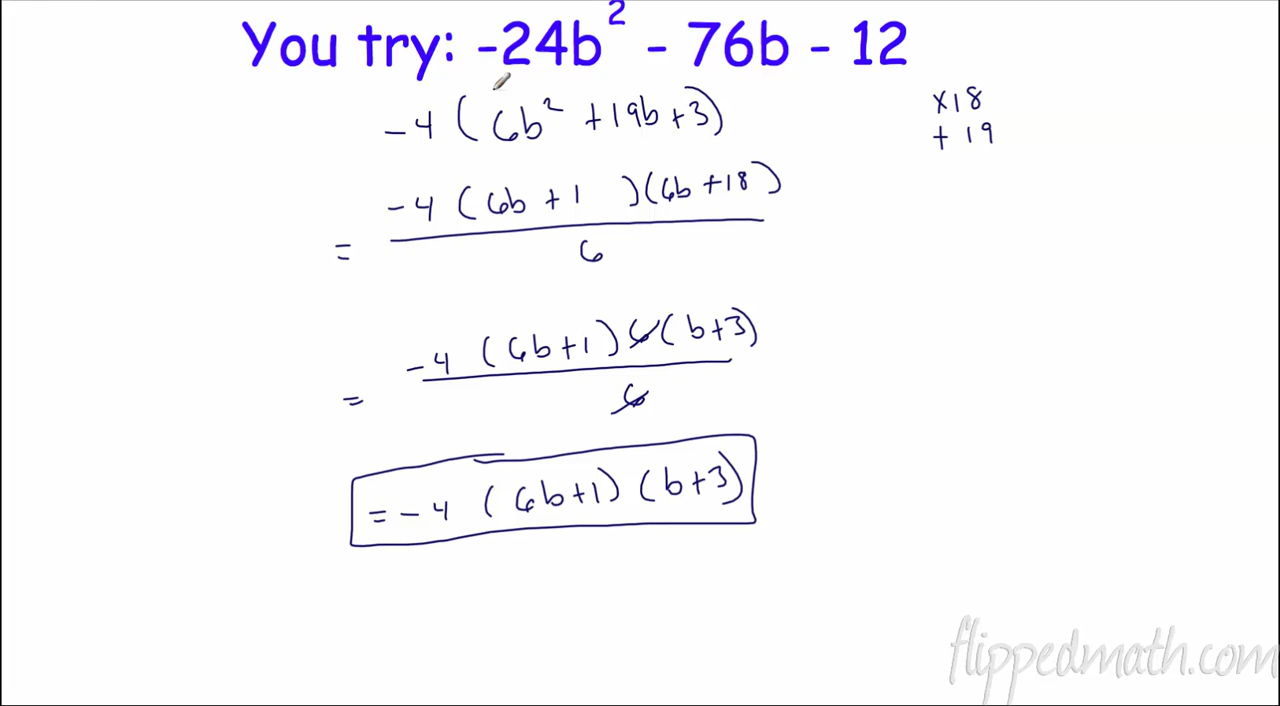 You try: -24b² - 76b - 12
-4 (6b² + 19b + 3)
x18
+ 19
-4 (6b + 1 )(6b + 18 )
=
6
-4 (6b + 1) 6 (b + 3)
=
6
= -4 (6b + 1) (b + 3)
flippedmath.com